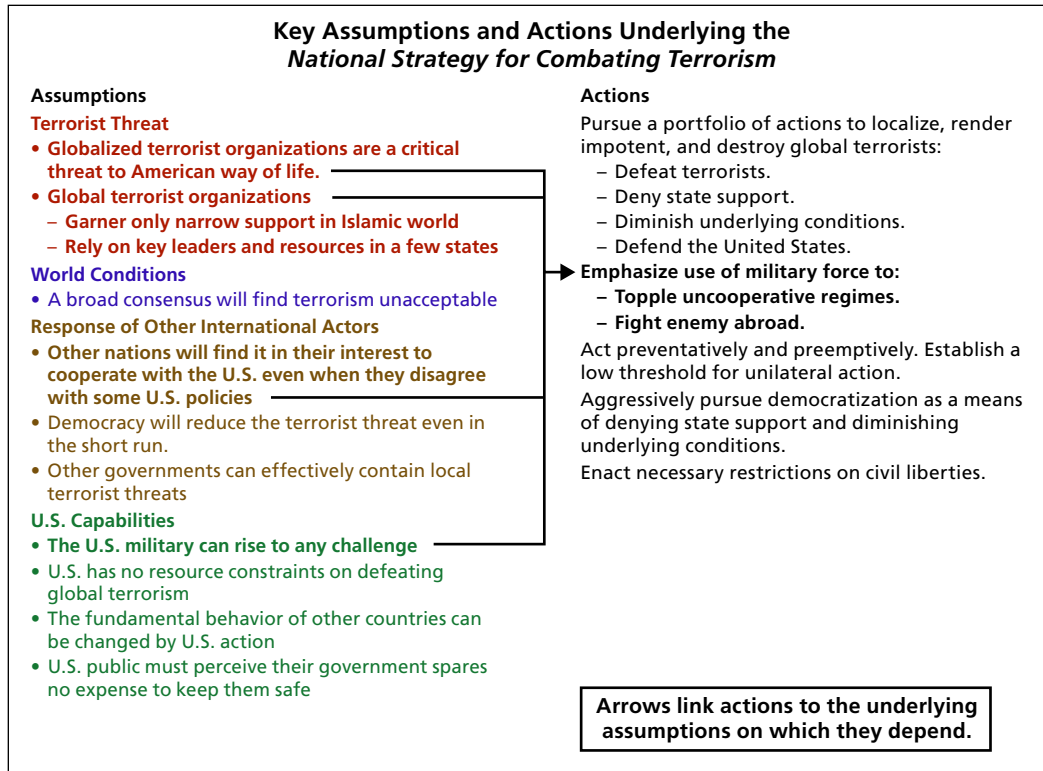 Key Assumptions and Actions Underlying the
National Strategy for Combating Terrorism
Assumptions
Terrorist Threat
• Globalized terrorist organizations are a critical
threat to American way of life.
• Global terrorist organizations
– Garner only narrow support in Islamic world
– Rely on key leaders and resources in a few states
World Conditions
• A broad consensus will find terrorism unacceptable
Response of Other International Actors
• Other nations will find it in their interest to
cooperate with the U.S. even when they disagree
with some U.S. policies
• Democracy will reduce the terrorist threat even in
the short run.
• Other governments can effectively contain local
terrorist threats
U.S. Capabilities
• The U.S. military can rise to any challenge
• U.S. has no resource constraints on defeating
global terrorism
• The fundamental behavior of other countries can
be changed by U.S. action
• U.S. public must perceive their government spares
no expense to keep them safe
Actions
Pursue a portfolio of actions to localize, render
impotent, and destroy global terrorists:
– Defeat terrorists.
– Deny state support.
– Diminish underlying conditions.
– Defend the United States.
Emphasize use of military force to:
– Topple uncooperative regimes.
– Fight enemy abroad.
Act preventatively and preemptively. Establish a
low threshold for unilateral action.
Aggressively pursue democratization as a means
of denying state support and diminishing
underlying conditions.
Enact necessary restrictions on civil liberties.
Arrows link actions to the underlying
assumptions on which they depend.